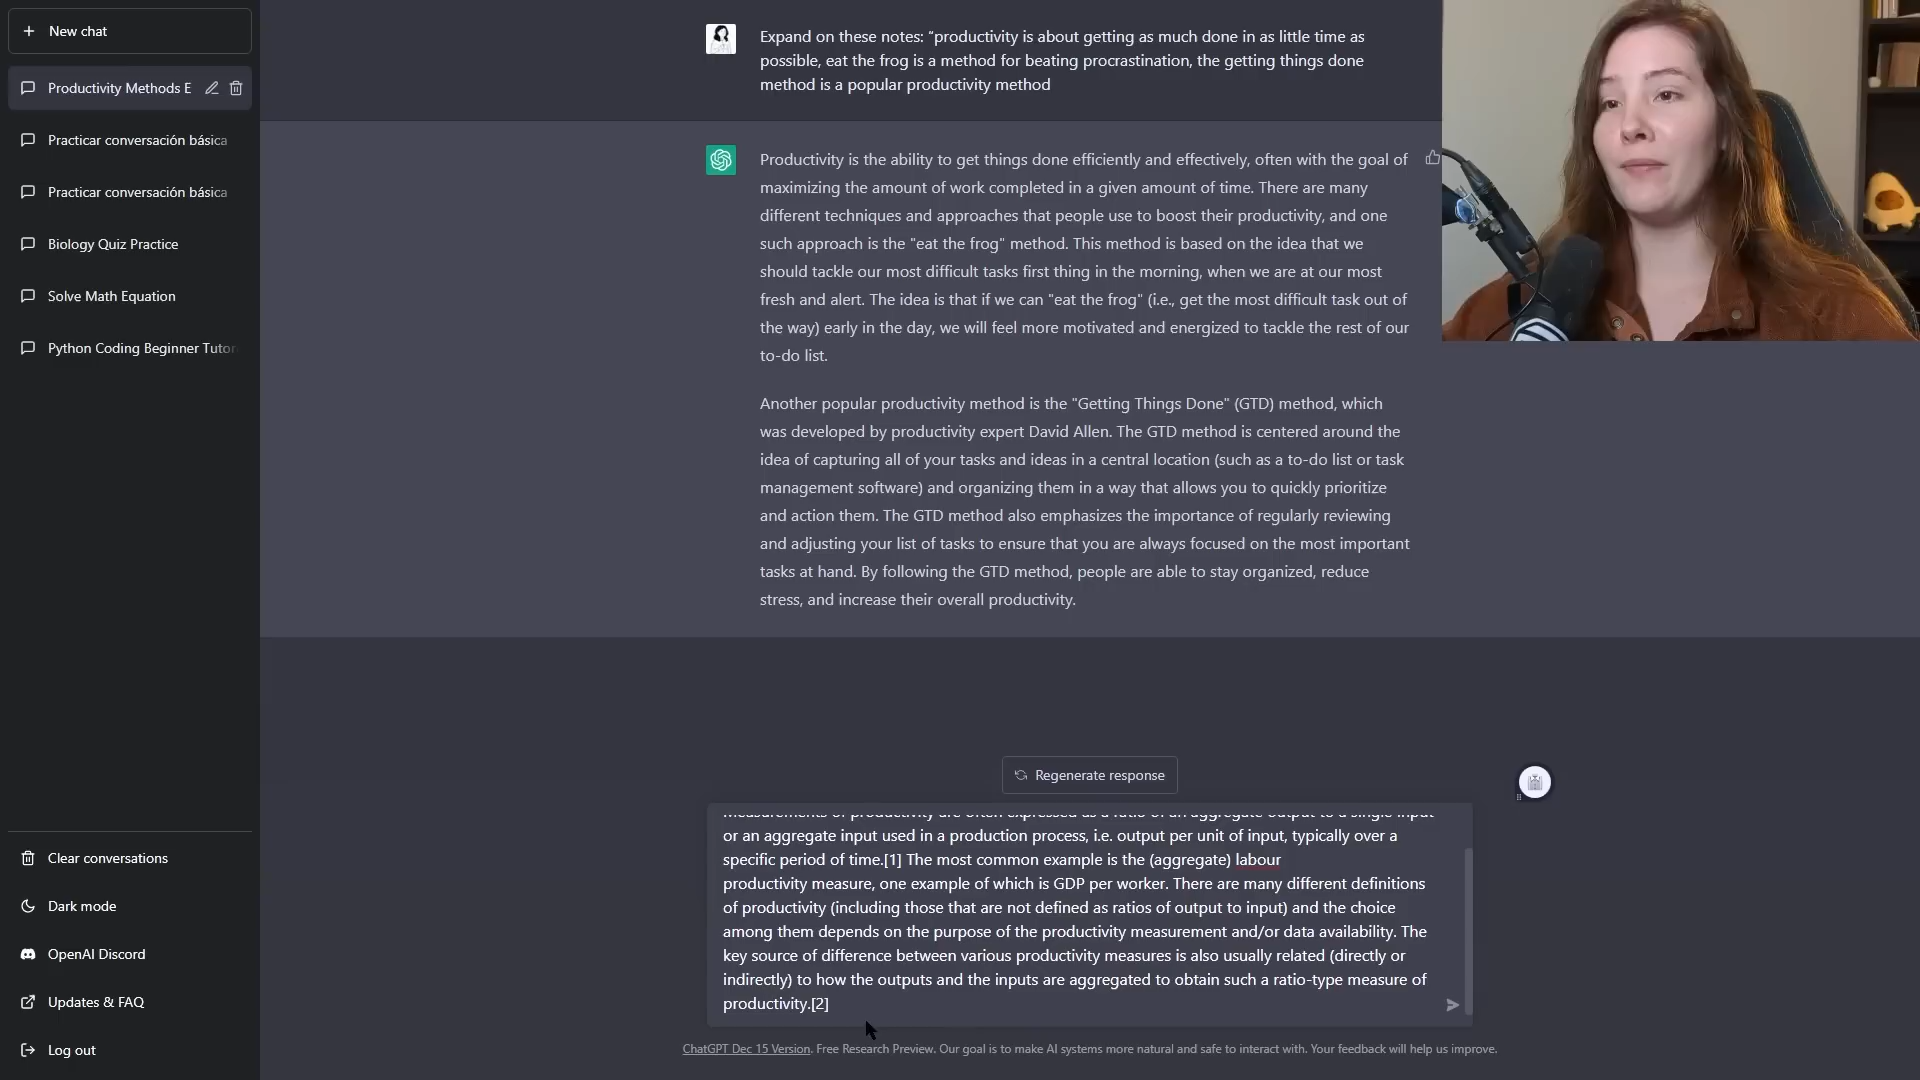 New chat
Productivity Methods E
Practicar conversación básica
Practicar conversación básica
Biology Quiz Practice
Solve Math Equation
Python Coding Beginner Tutor
Clear conversations
Dark mode
OpenAI Discord
Updates & FAQ
Log out
Expand on these notes: “productivity is about getting as much done in as little time as
possible, eat the frog is a method for beating procrastination, the getting things done
method is a popular productivity method
Productivity is the ability to get things done efficiently and effectively, often with the goal of
maximizing the amount of work completed in a given amount of time. There are many
different techniques and approaches that people use to boost their productivity, and one
such approach is the "eat the frog" method. This method is based on the idea that we
should tackle our most difficult tasks first thing in the morning, when we are at our most
fresh and alert. The idea is that if we can "eat the frog" (i.e., get the most difficult task out of
the way) early in the day, we will feel more motivated and energized to tackle the rest of our
to-do list.
Another popular productivity method is the "Getting Things Done" (GTD) method, which
was developed by productivity expert David Allen. The GTD method is centered around the
idea of capturing all of your tasks and ideas in a central location (such as a to-do list or task
management software) and organizing them in a way that allows you to quickly prioritize
and action them. The GTD method also emphasizes the importance of regularly reviewing
and adjusting your list of tasks to ensure that you are always focused on the most important
tasks at hand. By following the GTD method, people are able to stay organized, reduce
stress, and increase their overall productivity.
Regenerate response
Measurements of productivity are often expressed as a ratio of an aggregate output to a single input
or an aggregate input used in a production process, i.e. output per unit of input, typically over a
specific period of time.[1] The most common example is the (aggregate) labour
productivity measure, one example of which is GDP per worker. There are many different definitions
of productivity (including those that are not defined as ratios of output to input) and the choice
among them depends on the purpose of the productivity measurement and/or data availability. The
key source of difference between various productivity measures is also usually related (directly or
indirectly) to how the outputs and the inputs are aggregated to obtain such a ratio-type measure of
productivity.[2]
ChatGPT Dec 15 Version. Free Research Preview. Our goal is to make AI systems more natural and safe to interact with. Your feedback will help us improve.